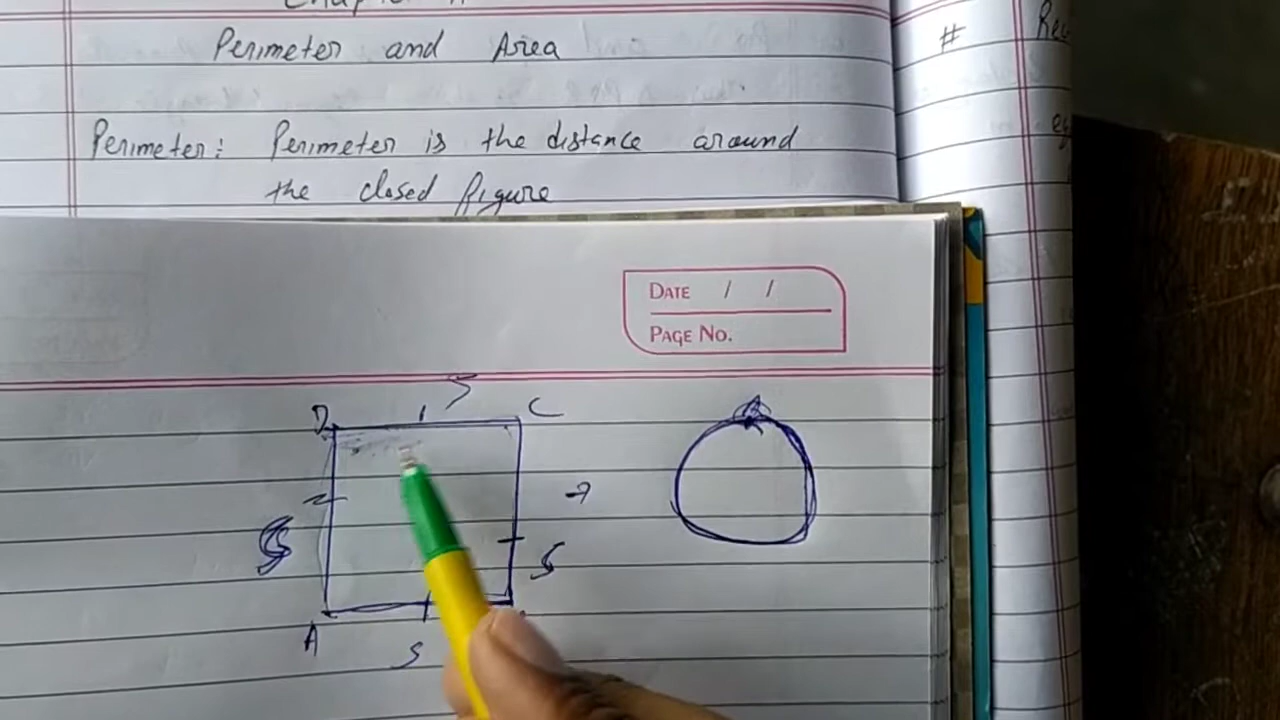 Perimeter and Area
#
Perimeter: Perimeter is the distance around
the closed figure
DATE / /
PAGE NO.
S
D C
S S
A
S